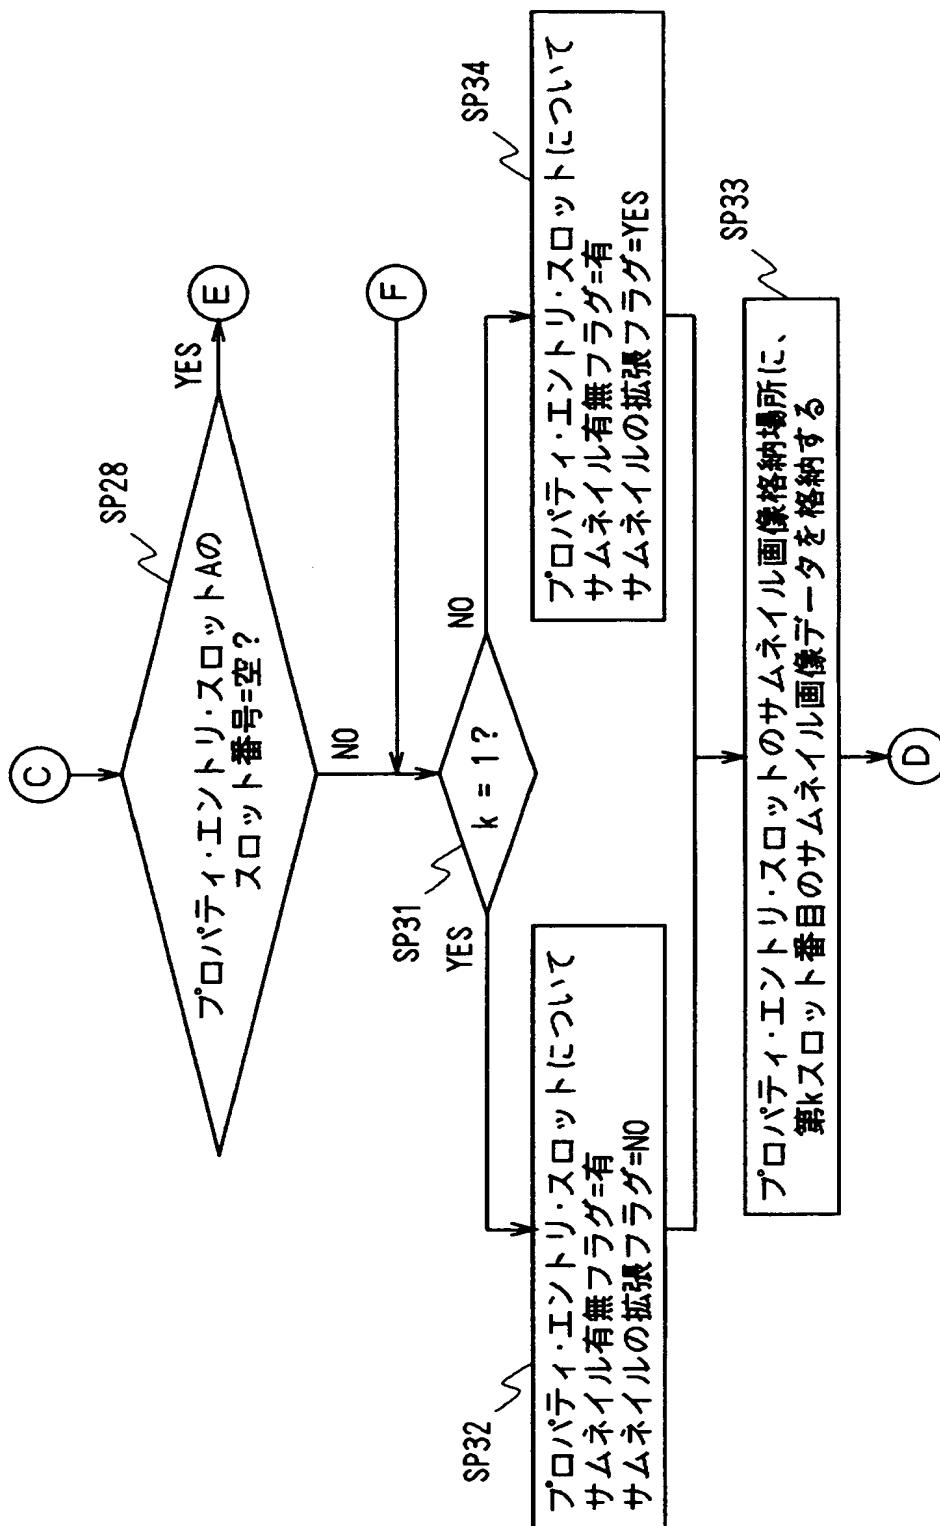 C
SP28
プロパティ・エントリ・スロットAの
スロット番号=空?
YES
E
NO
F
SP31
k = 1?
YES
NO
SP32
プロパティ・エントリ・スロットについて
サムネイル有無フラグ=有
サムネイルの拡張フラグ=NO
SP34
プロパティ・エントリ・スロットについて
サムネイル有無フラグ=有
サムネイルの拡張フラグ=YES
SP33
プロパティ・エントリ・スロットのサムネイル画像格納場所に、
第kスロット番目のサムネイル画像データを格納する
D